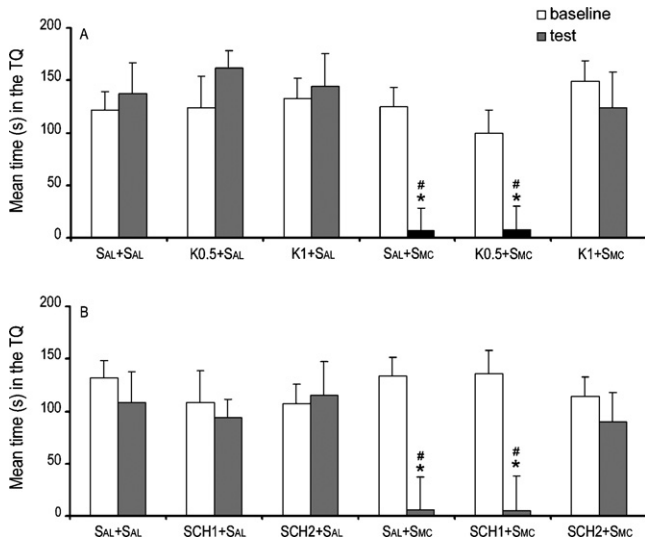 A
baseline
test
Mean time (s) in the TQ
200
150
100
50
0
#
*
#
*
SAL+SAL K0.5+SAL K1+SAL SAL+SMC K0.5+SMC K1+SMC
B
Mean time (s) in the TQ
200
150
100
50
0
#
*
#
*
SAL+SAL SCH1+SAL SCH2+SAL SAL+SMC SCH1+SMC SCH2+SMC